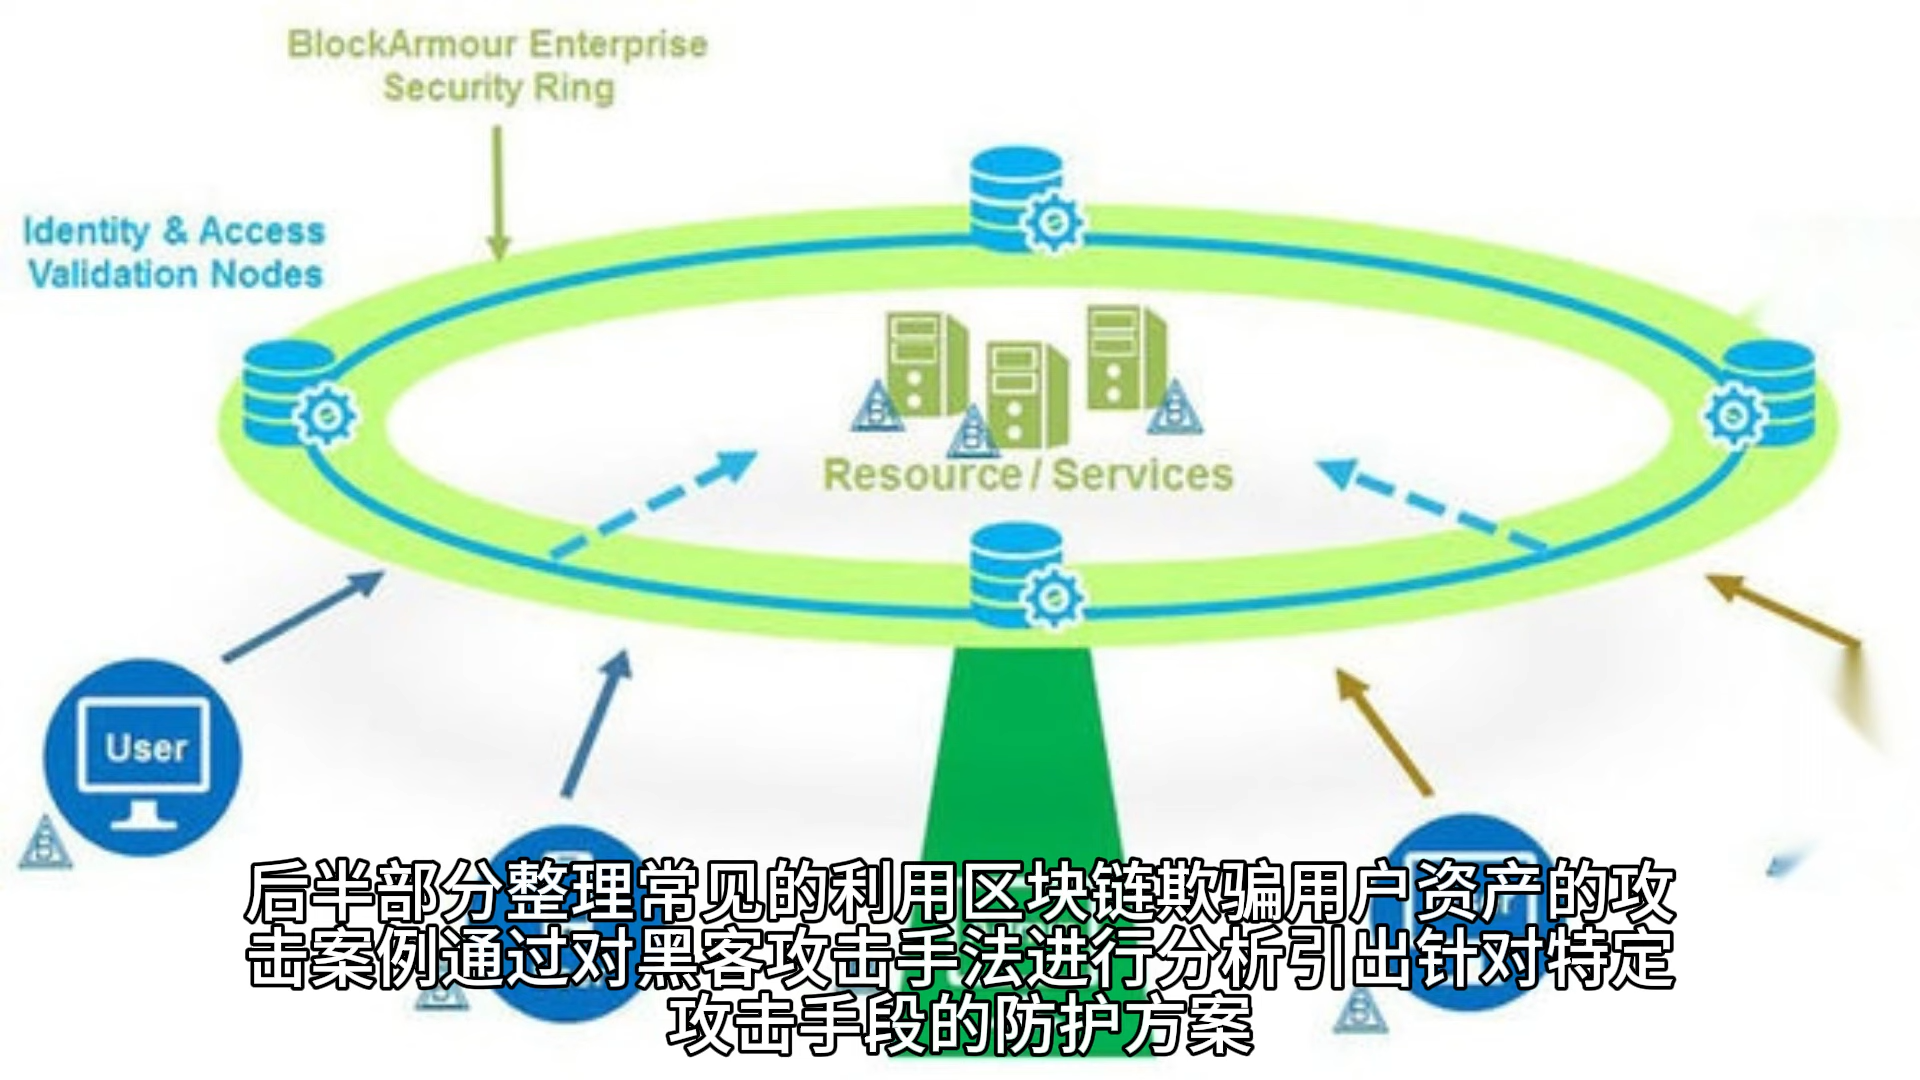 BlockArmour Enterprise
Security Ring
Identity & Access
Validation Nodes
Resource / Services
User
后半部分整理常见的利用区块链欺骗用户资产的攻
击案例通过对黑客攻击手法进行分析引出针对特定
攻击手段的防护方案